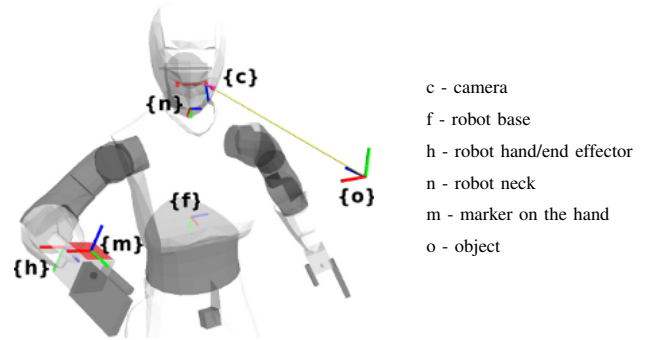 {c}
{n}
{o}
{f}
{m}
{h}
c - camera
f - robot base
h - robot hand/end effector
n - robot neck
m - marker on the hand
o - object